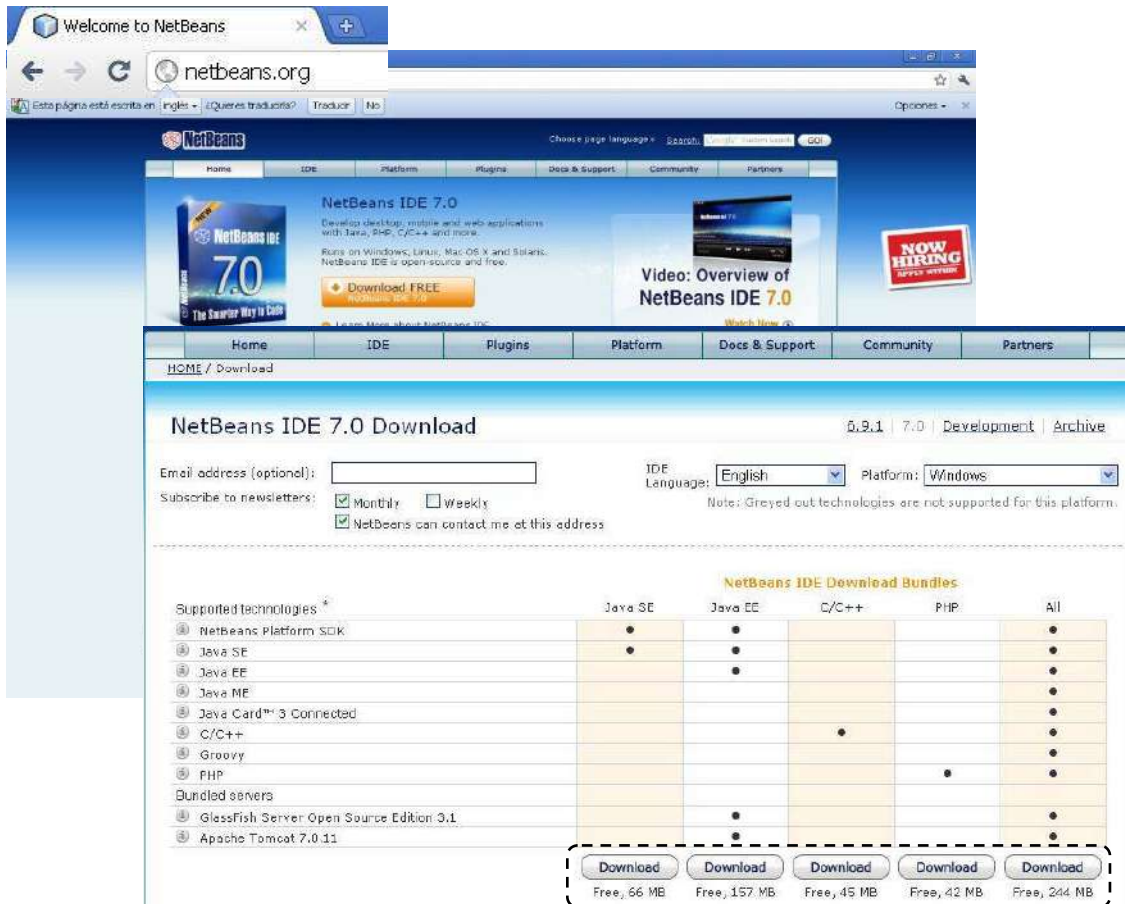 Welcome to NetBeans
netbeans.org
Esta página está escrita en inglés ¿Quieres traducirla? Traducir No Opciones
NetBeans
Choose page language Search: GO!
Home IDE Platform Plugins Docs & Support Community Partners
NEW
NetBeans IDE
7.0
The Smarter Way to Code
NetBeans IDE 7.0
Develop desktop, mobile and web applications
with Java, PHP, C/C++ and more.
Runs on Windows, Linux, Mac OS X and Solaris.
NetBeans IDE is open-source and free.
Download FREE
NetBeans IDE 7.0
Learn More about NetBeans IDE
Video: Overview of
NetBeans IDE 7.0
Watch Now
NOW
HIRING
APPLY WITHIN
Home IDE Plugins Platform Docs & Support Community Partners
HOME / Download
NetBeans IDE 7.0 Download
6.9.1 | 7.0 | Development | Archive
Email address (optional):
IDE Language: English Platform: Windows
Subscribe to newsletters: Monthly Weekly
Note: Greyed out technologies are not supported for this platform.
NetBeans can contact me at this address
NetBeans IDE Download Bundles
Supported technologies * Java SE Java EE C/C++ PHP All
NetBeans Platform SDK • • •
Java SE • • •
Java EE • •
Java ME •
Java Card™ 3 Connected •
C/C++ • •
Groovy •
PHP • •
Bundled servers
GlassFish Server Open Source Edition 3.1 • •
Apache Tomcat 7.0.11 • •
Download Download Download Download Download
Free, 66 MB Free, 157 MB Free, 45 MB Free, 42 MB Free, 244 MB